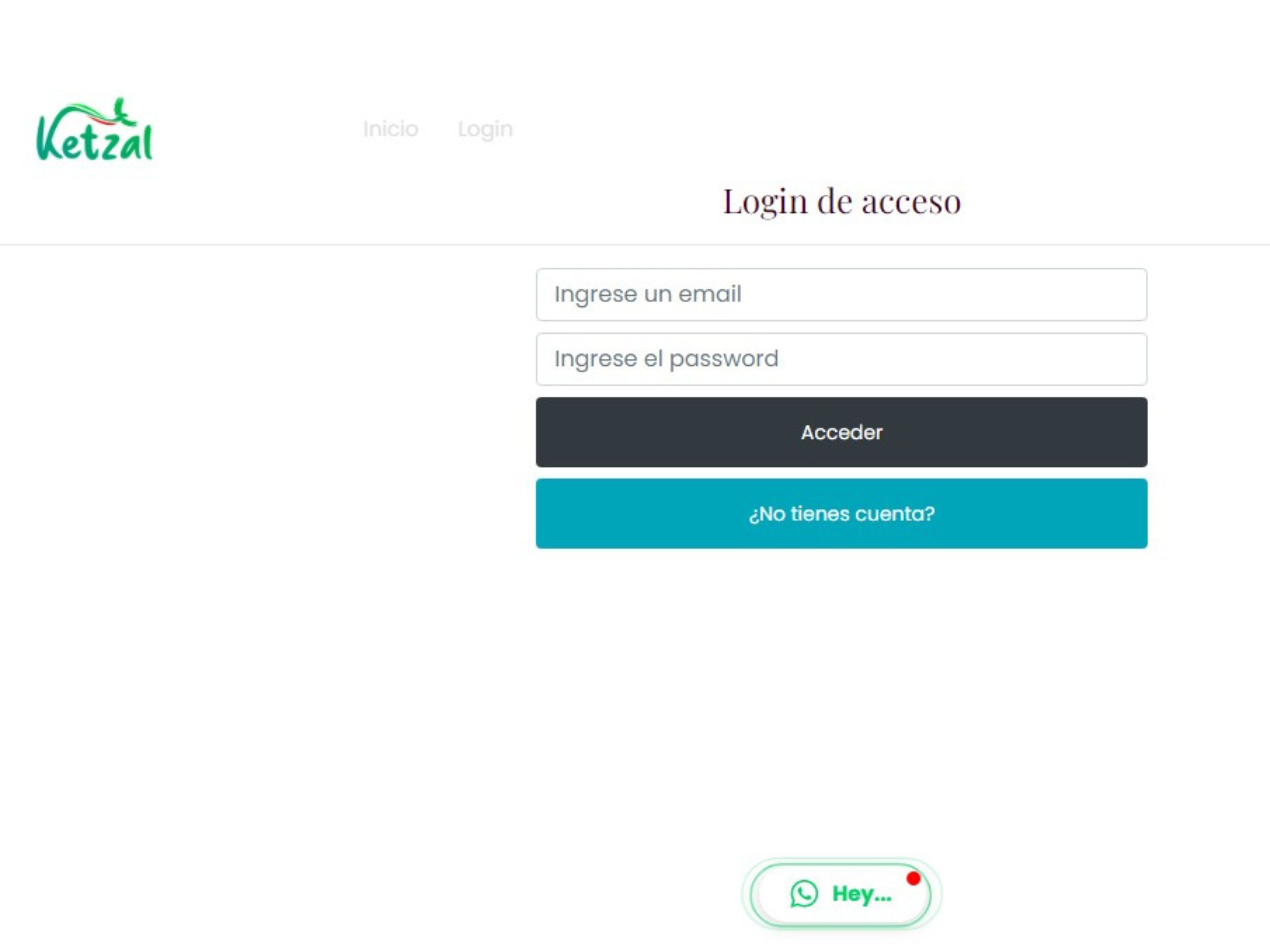 Ketzal
Inicio Login
Login de acceso
Ingrese un email
Ingrese el password
Acceder
¿No tienes cuenta?
Hey...